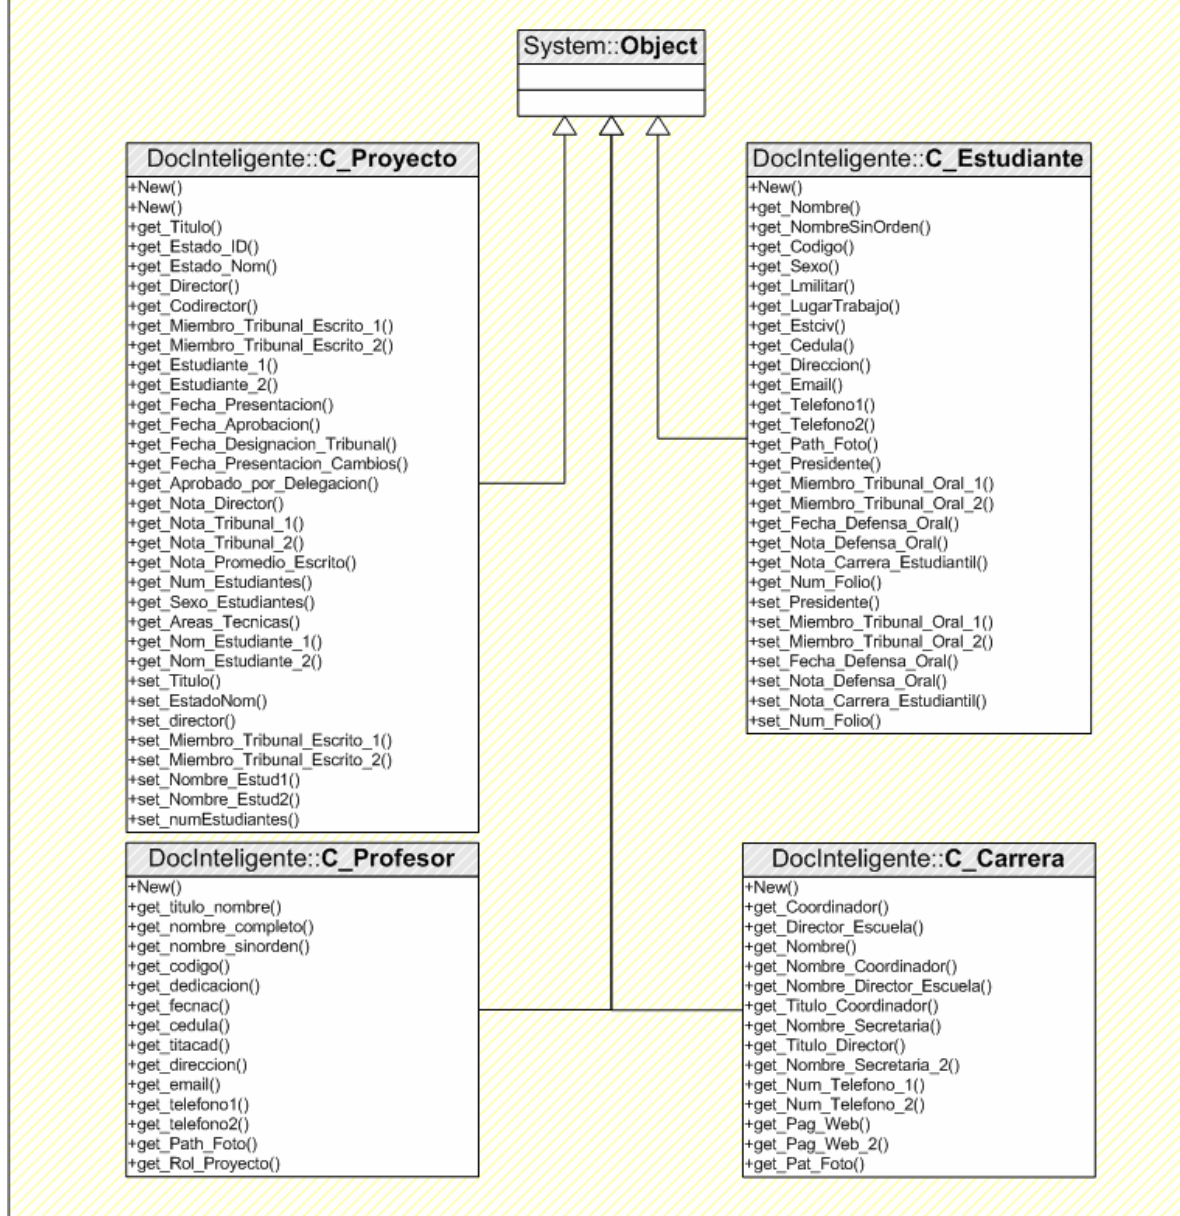 System::Object
DocInteligente::C_Proyecto
+New()
+New()
+get_Titulo()
+get_Estado_ID()
+get_Estado_Nom()
+get_Director()
+get_Codirector()
+get_Miembro_Tribunal_Escrito_1()
+get_Miembro_Tribunal_Escrito_2()
+get_Estudiante_1()
+get_Estudiante_2()
+get_Fecha_Presentacion()
+get_Fecha_Aprobacion()
+get_Fecha_Designacion_Tribunal()
+get_Fecha_Presentacion_Cambios()
+get_Aprobado_por_Delegacion()
+get_Nota_Director()
+get_Nota_Tribunal_1()
+get_Nota_Tribunal_2()
+get_Nota_Promedio_Escrito()
+get_Num_Estudiantes()
+get_Sexo_Estudiantes()
+get_Areas_Tecnicas()
+get_Nom_Estudiante_1()
+get_Nom_Estudiante_2()
+set_Titulo()
+set_EstadoNom()
+set_director()
+set_Miembro_Tribunal_Escrito_1()
+set_Miembro_Tribunal_Escrito_2()
+set_Nombre_Estud1()
+set_Nombre_Estud2()
+set_numEstudiantes()
DocInteligente::C_Estudiante
+New()
+get_Nombre()
+get_NombreSinOrden()
+get_Codigo()
+get_Sexo()
+get_Lmilitar()
+get_LugarTrabajo()
+get_Estciv()
+get_Cedula()
+get_Direccion()
+get_Email()
+get_Telefono1()
+get_Telefono2()
+get_Path_Foto()
+get_Presidente()
+get_Miembro_Tribunal_Oral_1()
+get_Miembro_Tribunal_Oral_2()
+get_Fecha_Defensa_Oral()
+get_Nota_Defensa_Oral()
+get_Nota_Carrera_Estudiantil()
+get_Num_Folio()
+set_Presidente()
+set_Miembro_Tribunal_Oral_1()
+set_Miembro_Tribunal_Oral_2()
+set_Fecha_Defensa_Oral()
+set_Nota_Defensa_Oral()
+set_Nota_Carrera_Estudiantil()
+set_Num_Folio()
DocInteligente::C_Profesor
+New()
+get_titulo_nombre()
+get_nombre_completo()
+get_nombre_sinorden()
+get_codigo()
+get_dedicacion()
+get_fecnac()
+get_cedula()
+get_titacad()
+get_direccion()
+get_email()
+get_telefono1()
+get_telefono2()
+get_Path_Foto()
+get_Rol_Proyecto()
DocInteligente::C_Carrera
+New()
+get_Coordinador()
+get_Director_Escuela()
+get_Nombre()
+get_Nombre_Coordinador()
+get_Nombre_Director_Escuela()
+get_Titulo_Coordinador()
+get_Nombre_Secretaria()
+get_Titulo_Director()
+get_Nombre_Secretaria_2()
+get_Num_Telefono_1()
+get_Num_Telefono_2()
+get_Pag_Web()
+get_Pag_Web_2()
+get_Pat_Foto()